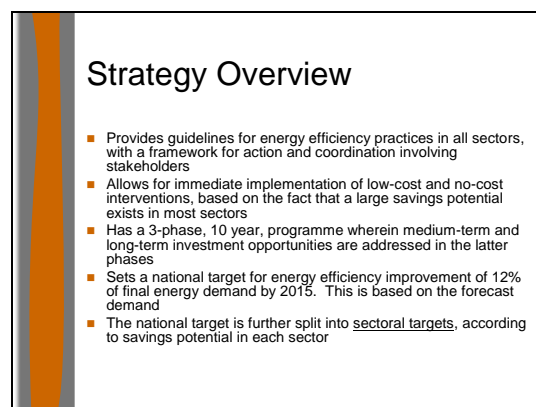 Strategy Overview
Provides guidelines for energy efficiency practices in all sectors,
with a framework for action and coordination involving
stakeholders
Allows for immediate implementation of low-cost and no-cost
interventions, based on the fact that a large savings potential
exists in most sectors
Has a 3-phase, 10 year, programme wherein medium-term and
long-term investment opportunities are addressed in the latter
phases
Sets a national target for energy efficiency improvement of 12%
of final energy demand by 2015. This is based on the forecast
demand
The national target is further split into sectoral targets, according
to savings potential in each sector